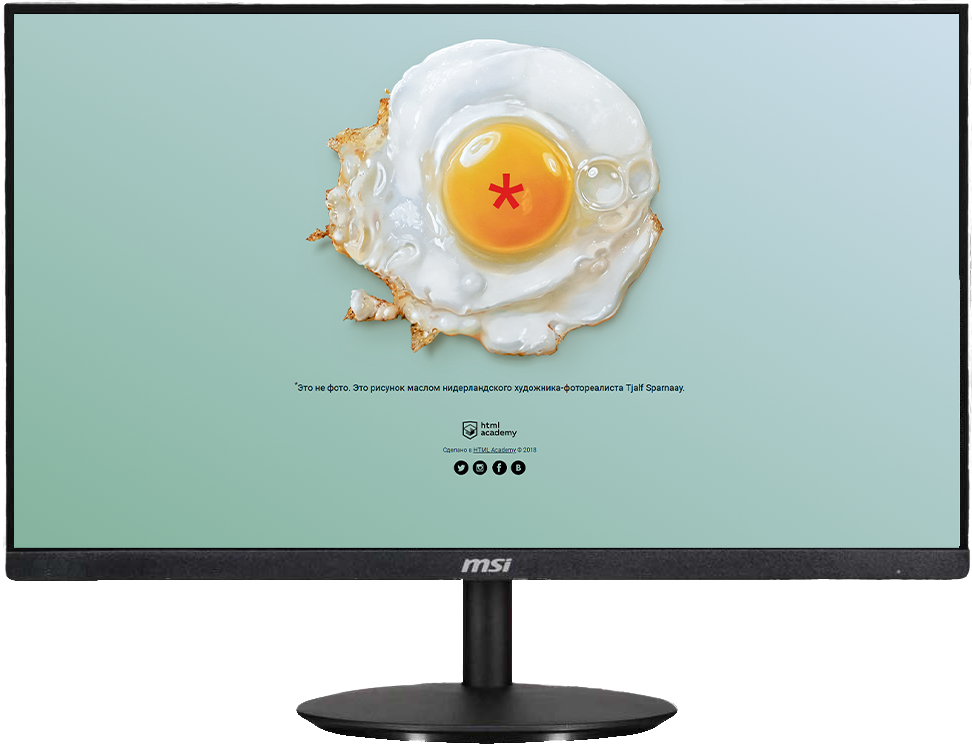 *
*Это не фото. Это рисунок маслом нидерландского художника-фотореалиста Tjalf Sparnaay.
html
academy
Сделано в HTML Academy © 2018
msi